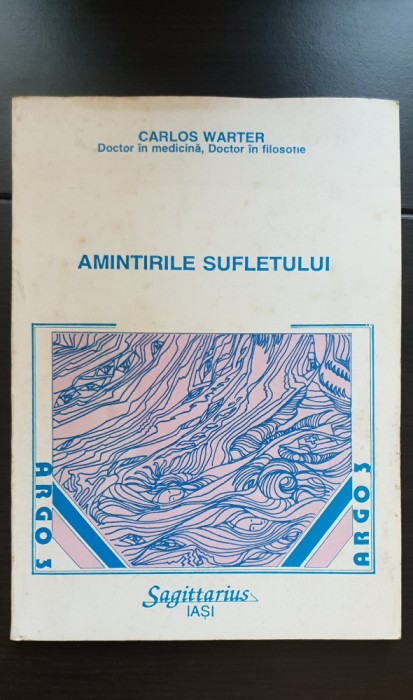 CARLOS WARTER
Doctor în medicină, Doctor în filosofie
AMINTIRILE SUFLETULUI
ARGO 3
ARGO 3
Sagittarius
IAȘI